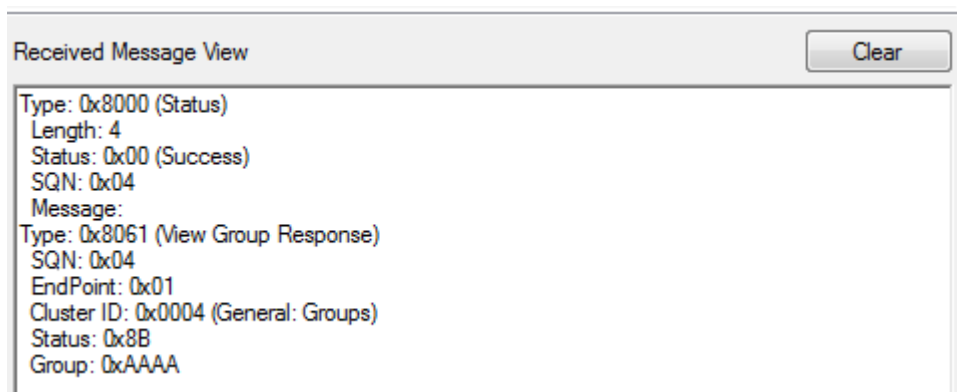 Received Message View
Clear
Type: 0x8000 (Status)
Length: 4
Status: 0x00 (Success)
SQN: 0x04
Message:
Type: 0x8061 (View Group Response)
SQN: 0x04
EndPoint: 0x01
Cluster ID: 0x0004 (General: Groups)
Status: 0x8B
Group: 0xAAAA